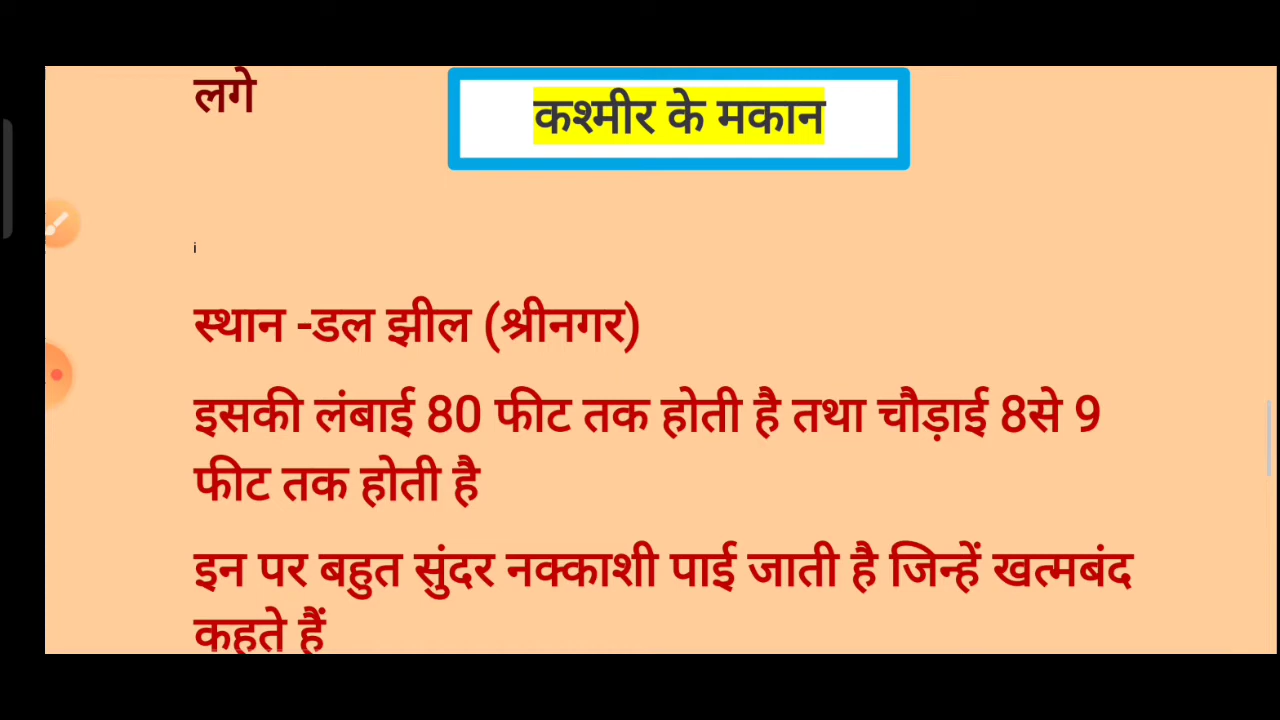 लगे
कश्मीर के मकान
i
स्थान -डल झील (श्रीनगर)
इसकी लंबाई 80 फीट तक होती है तथा चौड़ाई 8से 9
फीट तक होती है
इन पर बहुत सुंदर नक्काशी पाई जाती है जिन्हें खत्मबंद
कहते हैं